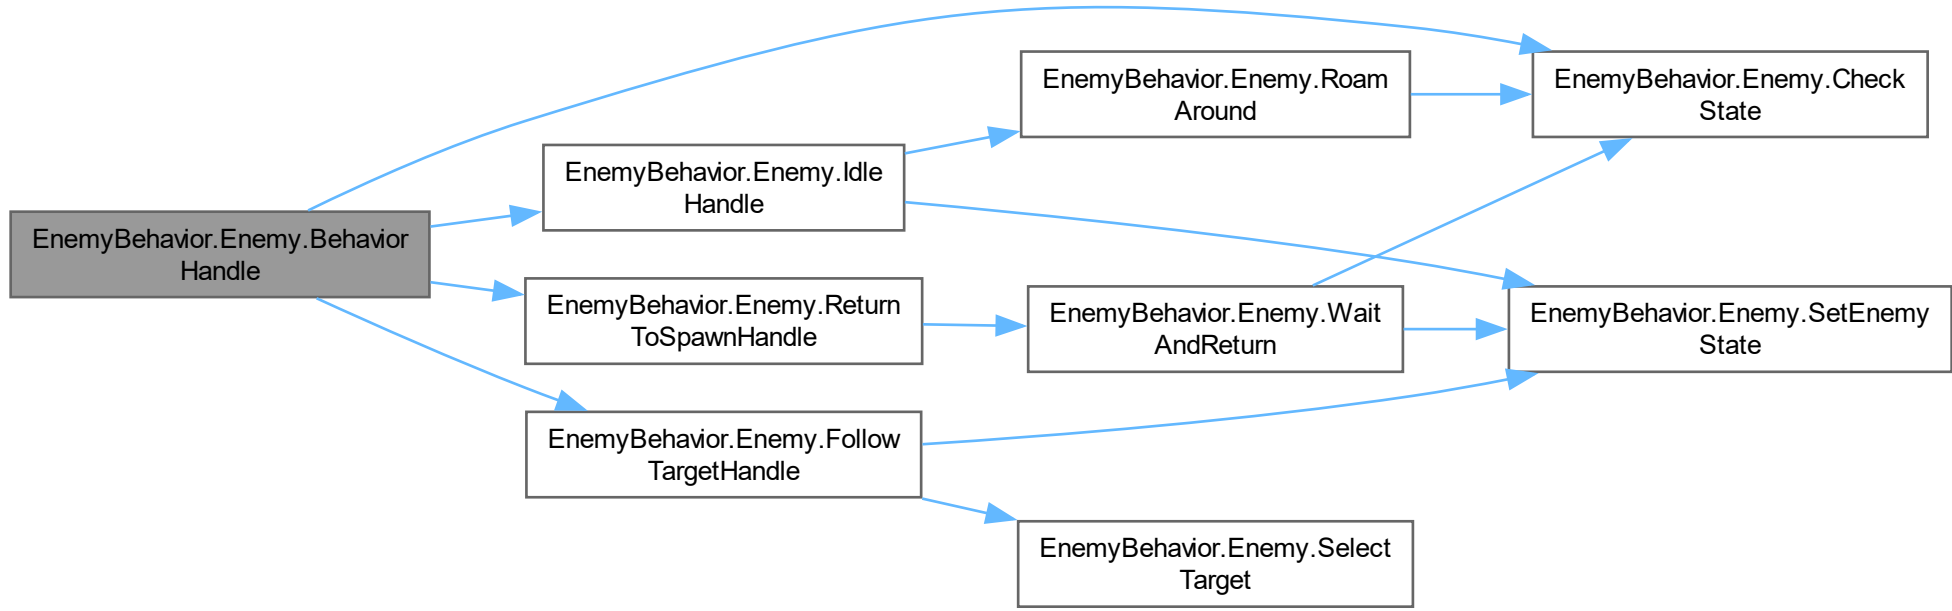 EnemyBehavior.Enemy.Behavior
Handle
EnemyBehavior.Enemy.Idle
Handle
EnemyBehavior.Enemy.Return
ToSpawnHandle
EnemyBehavior.Enemy.Follow
TargetHandle
EnemyBehavior.Enemy.Roam
Around
EnemyBehavior.Enemy.Wait
AndReturn
EnemyBehavior.Enemy.Select
Target
EnemyBehavior.Enemy.Check
State
EnemyBehavior.Enemy.SetEnemy
State